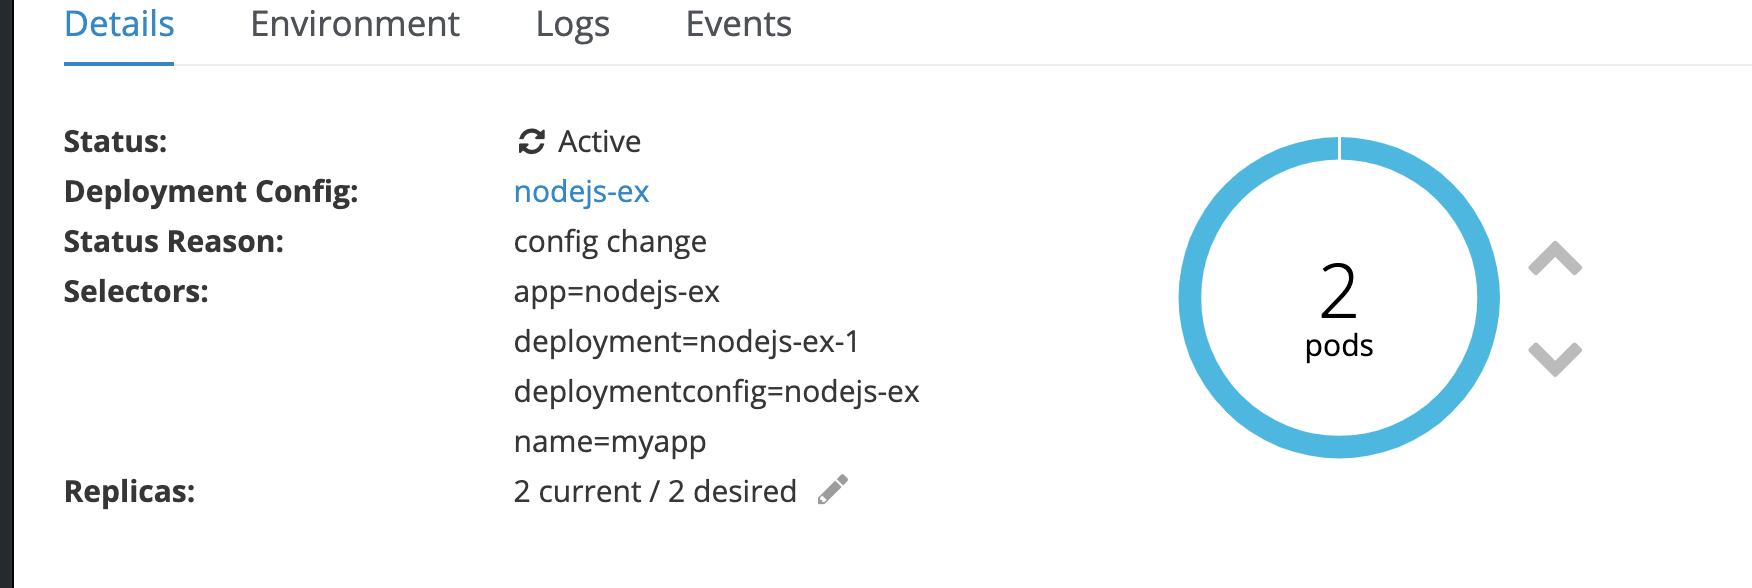 Details Environment Logs Events
Status: Active
Deployment Config: nodejs-ex
Status Reason: config change
Selectors: app=nodejs-ex
deployment=nodejs-ex-1
deploymentconfig=nodejs-ex
name=myapp
Replicas: 2 current / 2 desired
2
pods